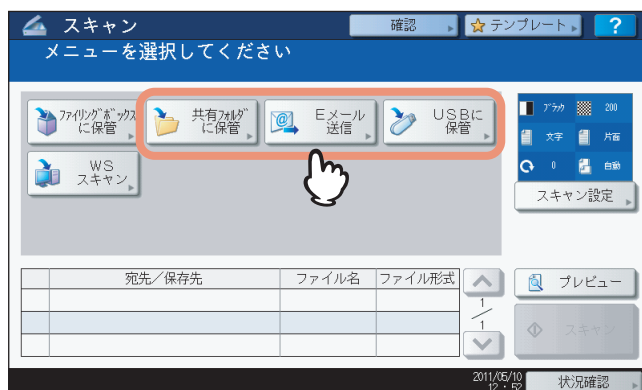 スキャン
確認
テンプレート
?
メニューを選択してください
ファイリングボックス
に保管
共有フォルダ
に保管
Eメール
送信
USBに
保管
WS
スキャン
ブラック
200
文字
片面
0
自動
スキャン設定
宛先/保存先
ファイル名
ファイル形式
1
1
プレビュー
スキャン
2011/05/10
12:52
状況確認